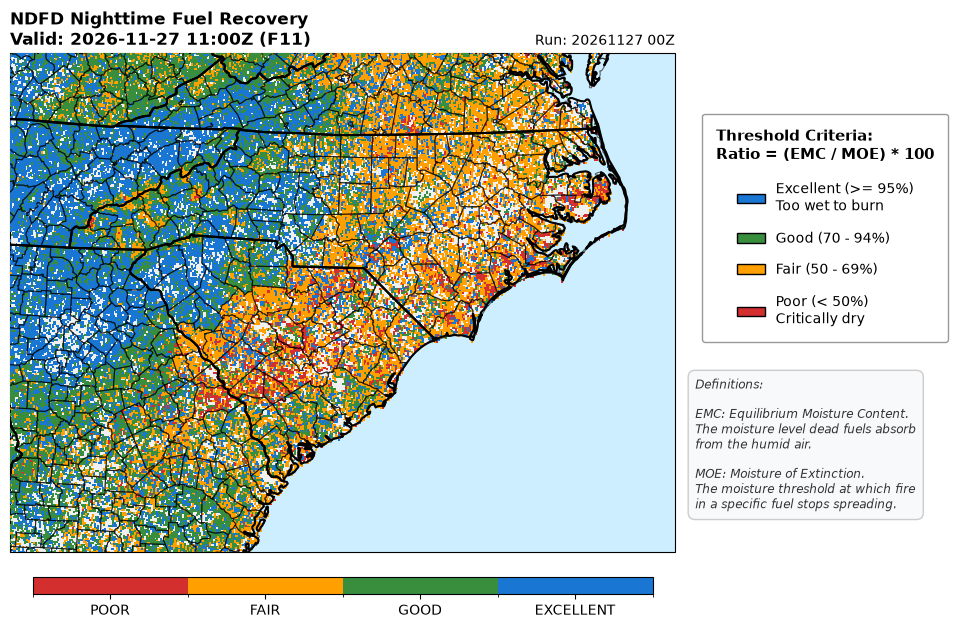 NDFD Nighttime Fuel Recovery
Valid: 2026-11-27 11:00Z (F11)
Run: 20261127 00Z
Threshold Criteria:
Ratio = (EMC / MOE) * 100
Excellent (>= 95%)
Too wet to burn
Good (70 - 94%)
Fair (50 - 69%)
Poor (< 50%)
Critically dry
Definitions:
EMC: Equilibrium Moisture Content.
The moisture level dead fuels absorb
from the humid air.
MOE: Moisture of Extinction.
The moisture threshold at which fire
in a specific fuel stops spreading.
POOR
FAIR
GOOD
EXCELLENT